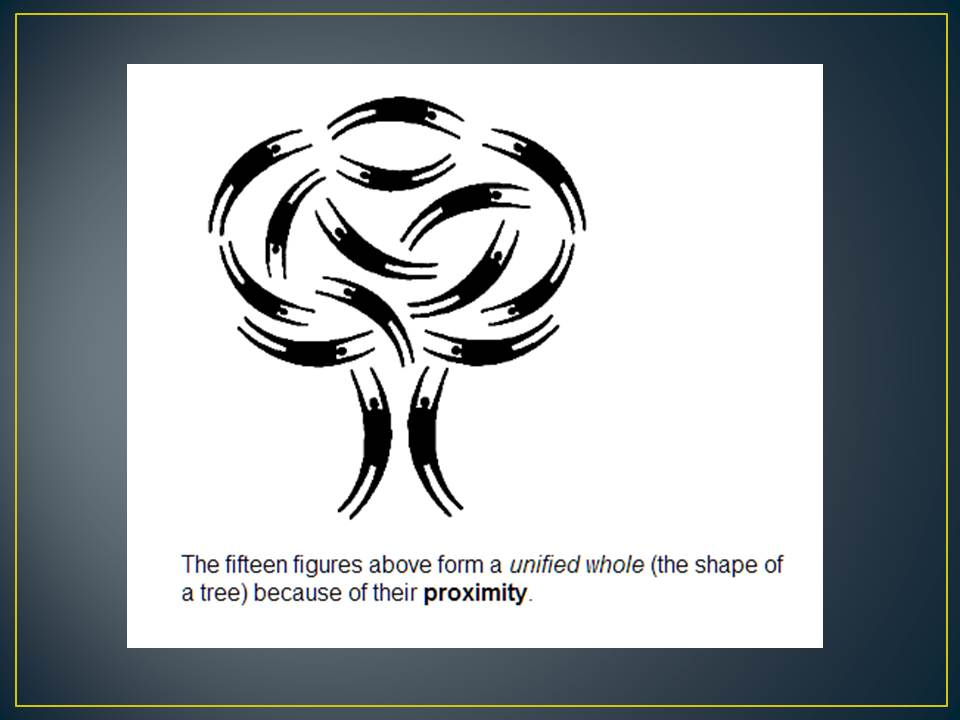 The fifteen figures above form a unified whole (the shape of
a tree) because of their proximity.